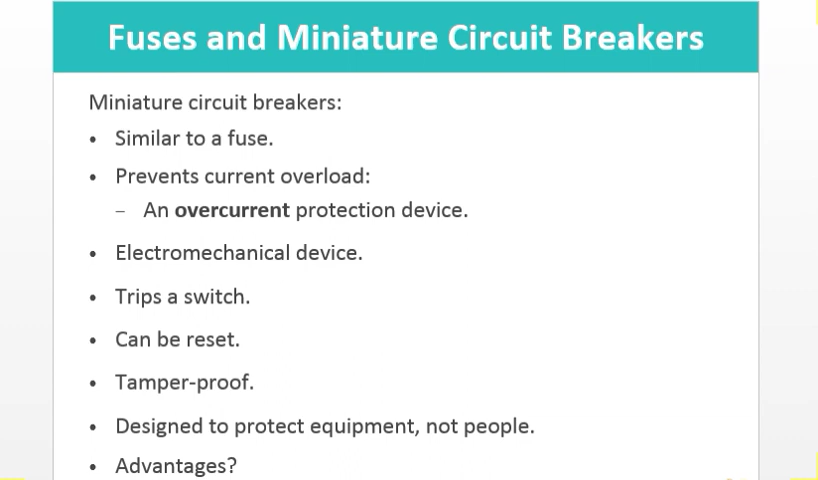 Fuses and Miniature Circuit Breakers
Miniature circuit breakers:
• Similar to a fuse.
• Prevents current overload:
– An overcurrent protection device.
• Electromechanical device.
• Trips a switch.
• Can be reset.
• Tamper-proof.
• Designed to protect equipment, not people.
• Advantages?